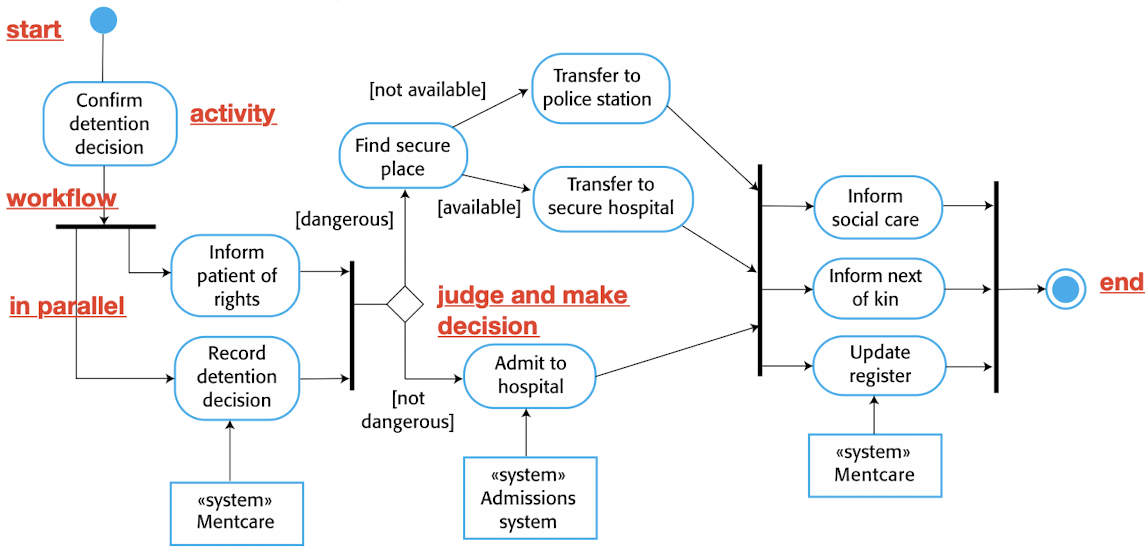 start
Confirm
detention
decision
activity
workflow
in parallel
Inform
patient of
rights
Record
detention
decision
«system»
Mentcare
[dangerous]
[not
dangerous]
judge and make
decision
Find secure
place
[not available]
[available]
Transfer to
police station
Transfer to
secure hospital
Admit to
hospital
«system»
Admissions
system
Inform
social care
Inform next
of kin
Update
register
«system»
Mentcare
end